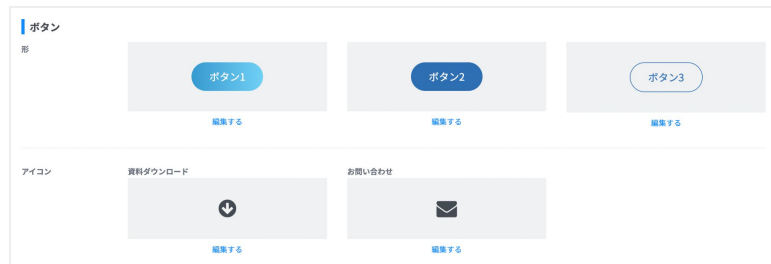 ボタン
形
ボタン1
ボタン2
ボタン3
編集する
編集する
編集する
アイコン
資料ダウンロード
お問い合わせ
編集する
編集する